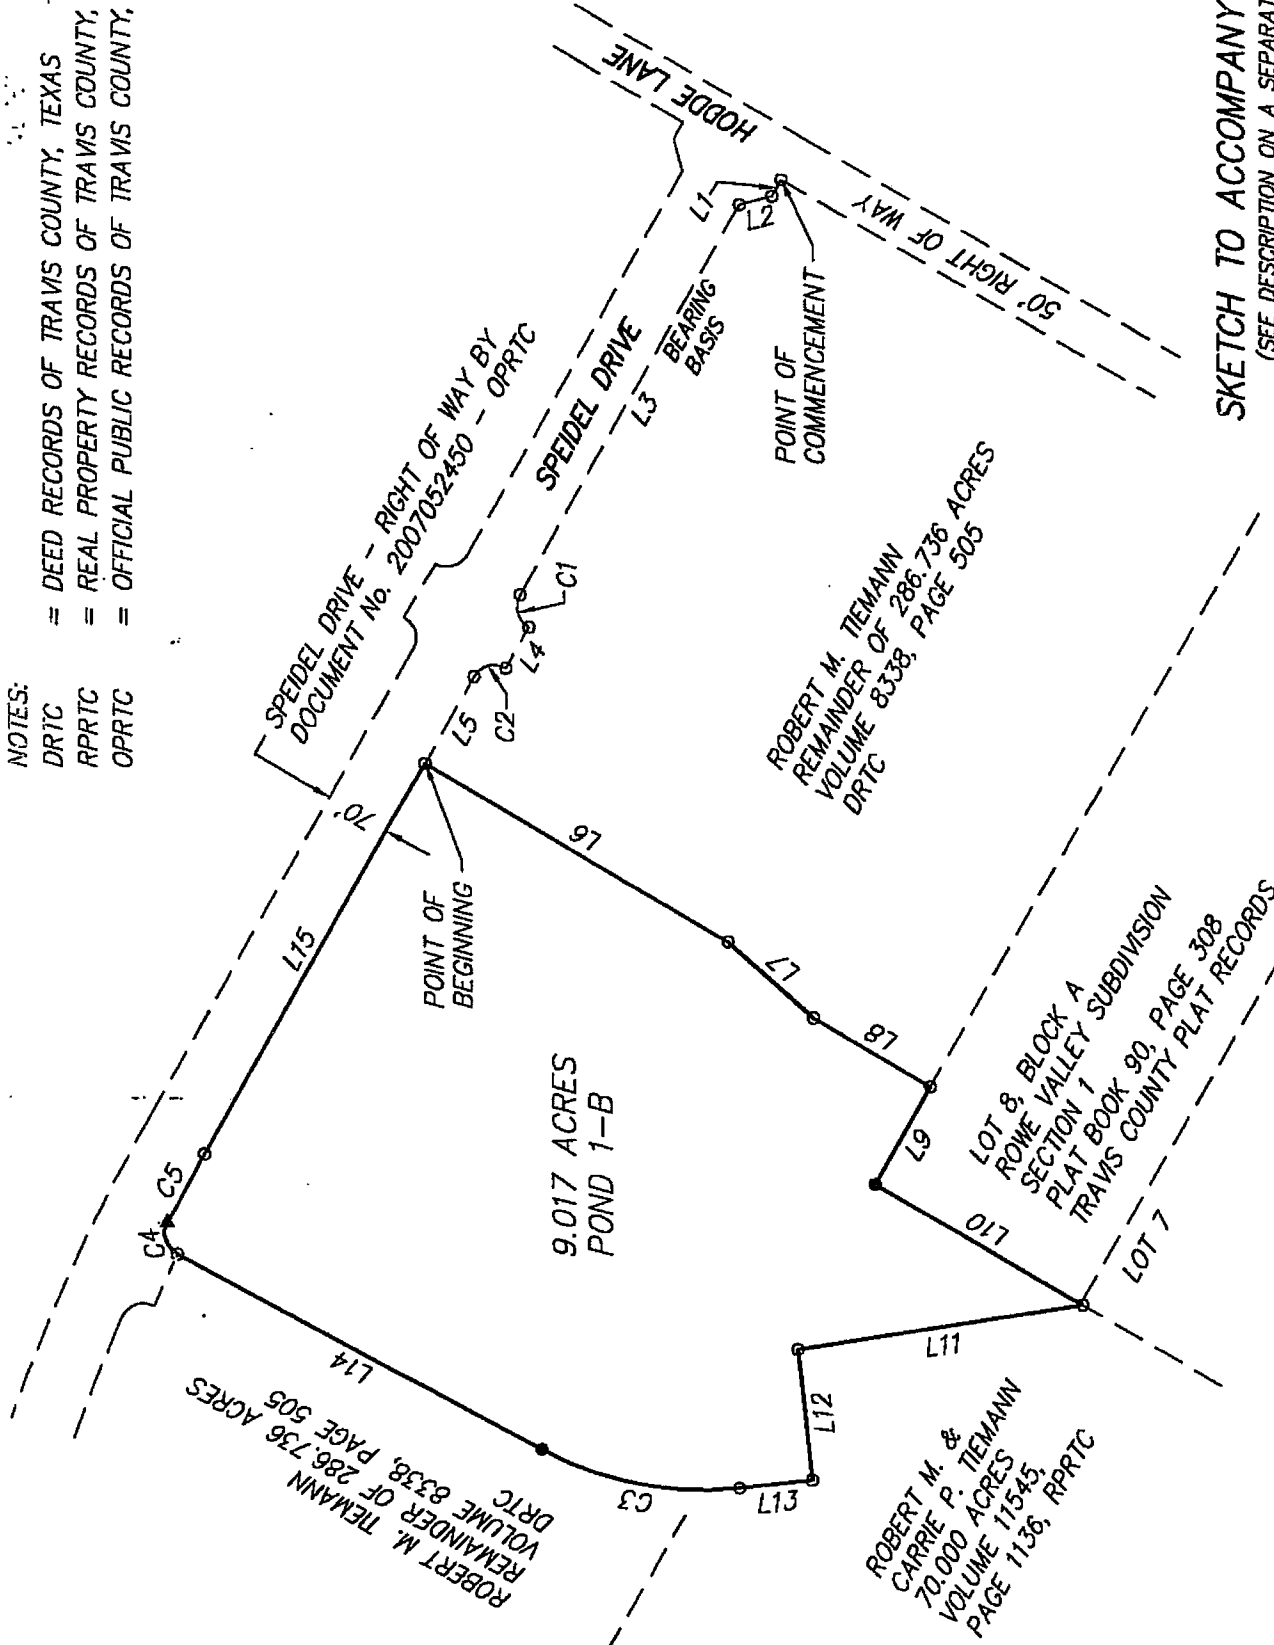 NOTES:
DRTC = DEED RECORDS OF TRAVIS COUNTY, TEXAS
RPRTC = REAL PROPERTY RECORDS OF TRAVIS COUNTY,
OPRTC = OFFICIAL PUBLIC RECORDS OF TRAVIS COUNTY,
SPEIDEL DRIVE - RIGHT OF WAY BY
DOCUMENT No. 2007052450 - OPRTC
HODDE LANE
50' RIGHT OF WAY
SPEIDEL DRIVE
L1
L2
L3
BEARING
BASIS
POINT OF
COMMENCEMENT
C1
L4
C2
L5
70'
POINT OF
BEGINNING
L15
C5
C4
L6
L7
L8
L9
L10
L11
L12
L13
C3
L14
9.017 ACRES
POND 1-B
ROBERT M. TIEMANN
REMAINDER OF 286.736 ACRES
VOLUME 8338, PAGE 505
DRTC
ROBERT M. TIEMANN
REMAINDER OF 286.736 ACRES
VOLUME 8338, PAGE 505
DRTC
LOT 8, BLOCK A
ROWE VALLEY SUBDIVISION
SECTION 1
PLAT BOOK 90, PAGE 308
TRAVIS COUNTY PLAT RECORDS
LOT 7
ROBERT M. &
CARRIE P. TIEMANN
70.000 ACRES
VOLUME 11545,
PAGE 1136, RPRTC
SKETCH TO ACCOMPANY
(SEE DESCRIPTION ON A SEPARAT